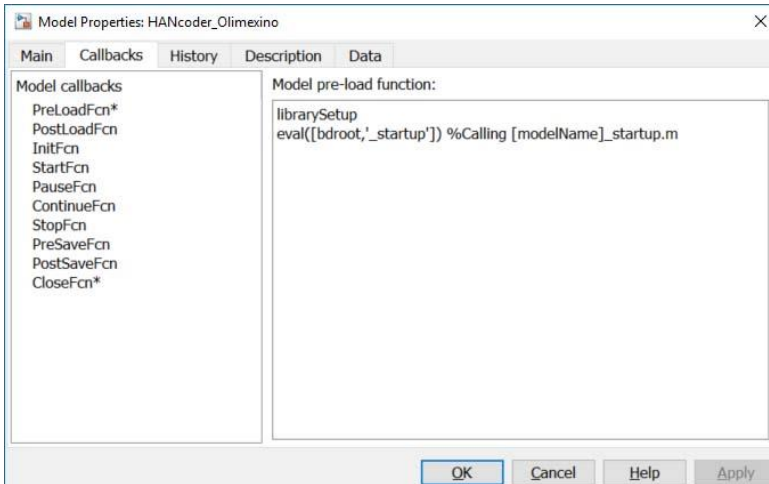 Model Properties: HANcoder_Olimexino
Main Callbacks History Description Data
Model callbacks
PreLoadFcn*
PostLoadFcn
InitFcn
StartFcn
PauseFcn
ContinueFcn
StopFcn
PreSaveFcn
PostSaveFcn
CloseFcn*
Model pre-load function:
librarySetup
eval([bdroot,'_startup']) %Calling [modelName]_startup.m
OK Cancel Help Apply